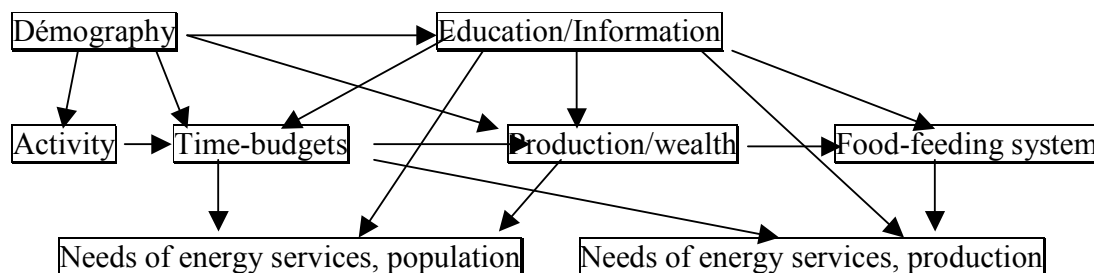 Démography
Education/Information
Activity
Time-budgets
Production/wealth
Food-feeding system
Needs of energy services, population
Needs of energy services, production